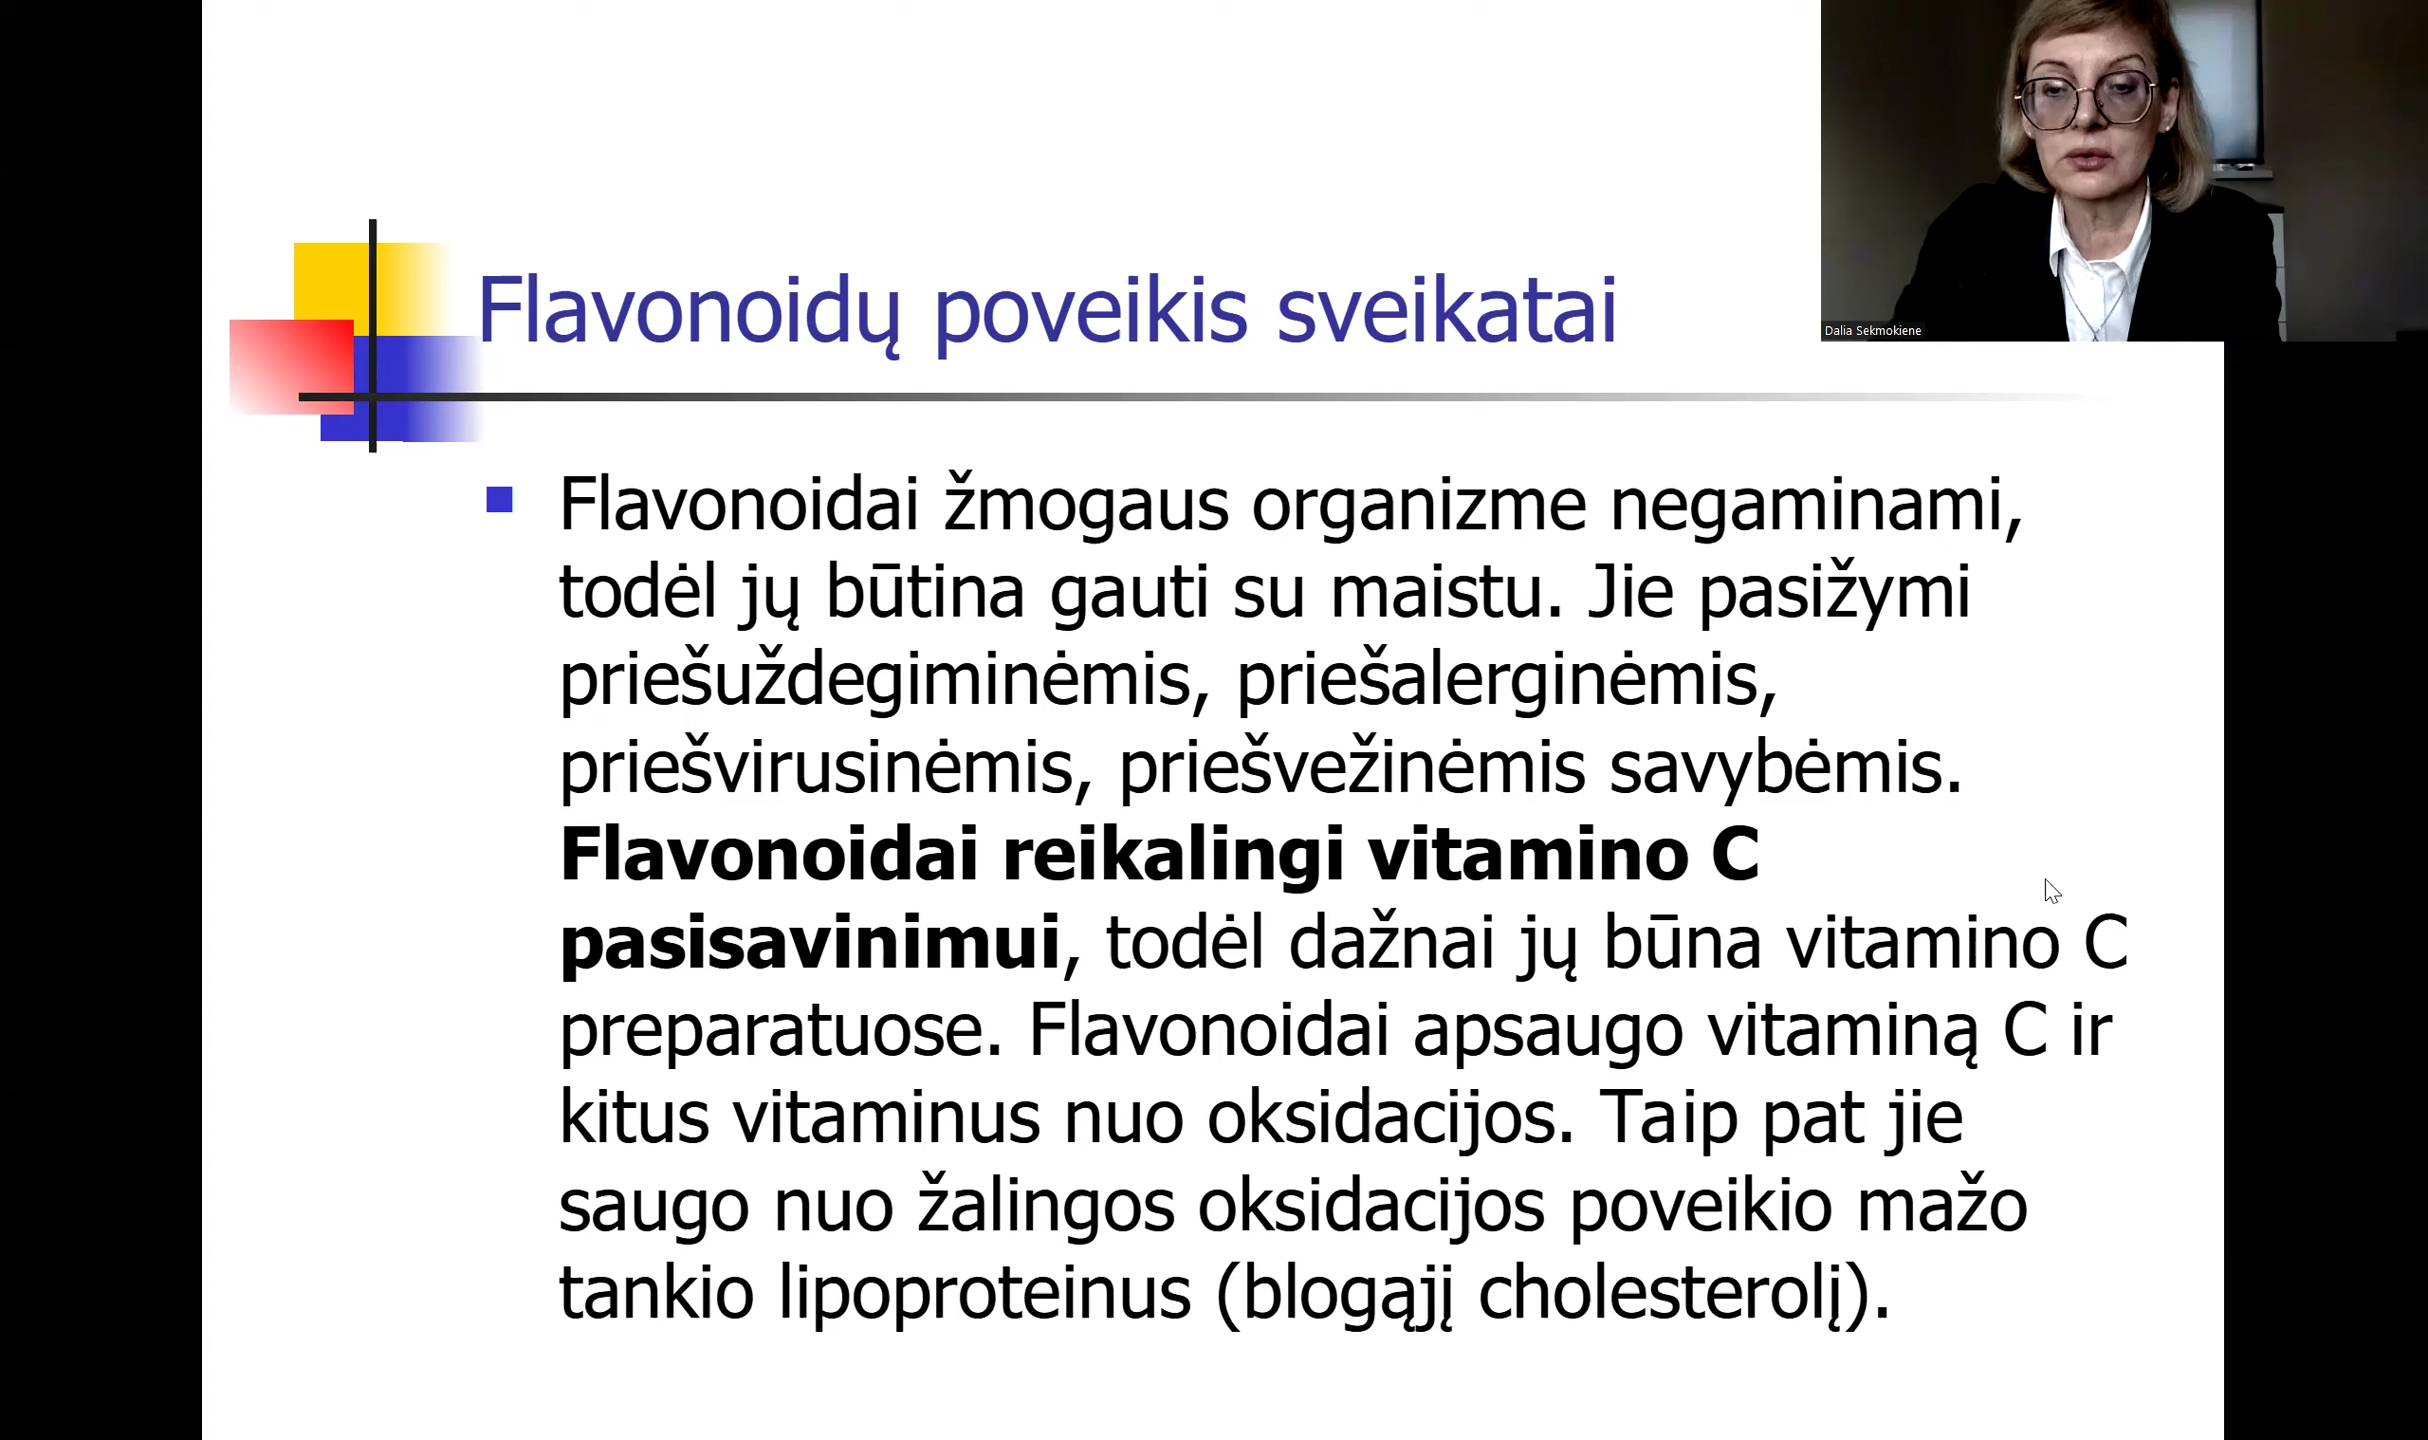 Dalia Sekmokiene
Flavonoidų poveikis sveikatai
Flavonoidai žmogaus organizme negaminami,
todėl jų būtina gauti su maistu. Jie pasižymi
priešuždegiminėmis, priešalerginėmis,
priešvirusinėmis, priešvežinėmis savybėmis.
Flavonoidai reikalingi vitamino C
pasisavinimui, todėl dažnai jų būna vitamino C
preparatuose. Flavonoidai apsaugo vitaminą C ir
kitus vitaminus nuo oksidacijos. Taip pat jie
saugo nuo žalingos oksidacijos poveikio mažo
tankio lipoproteinus (blogąjį cholesterolį).